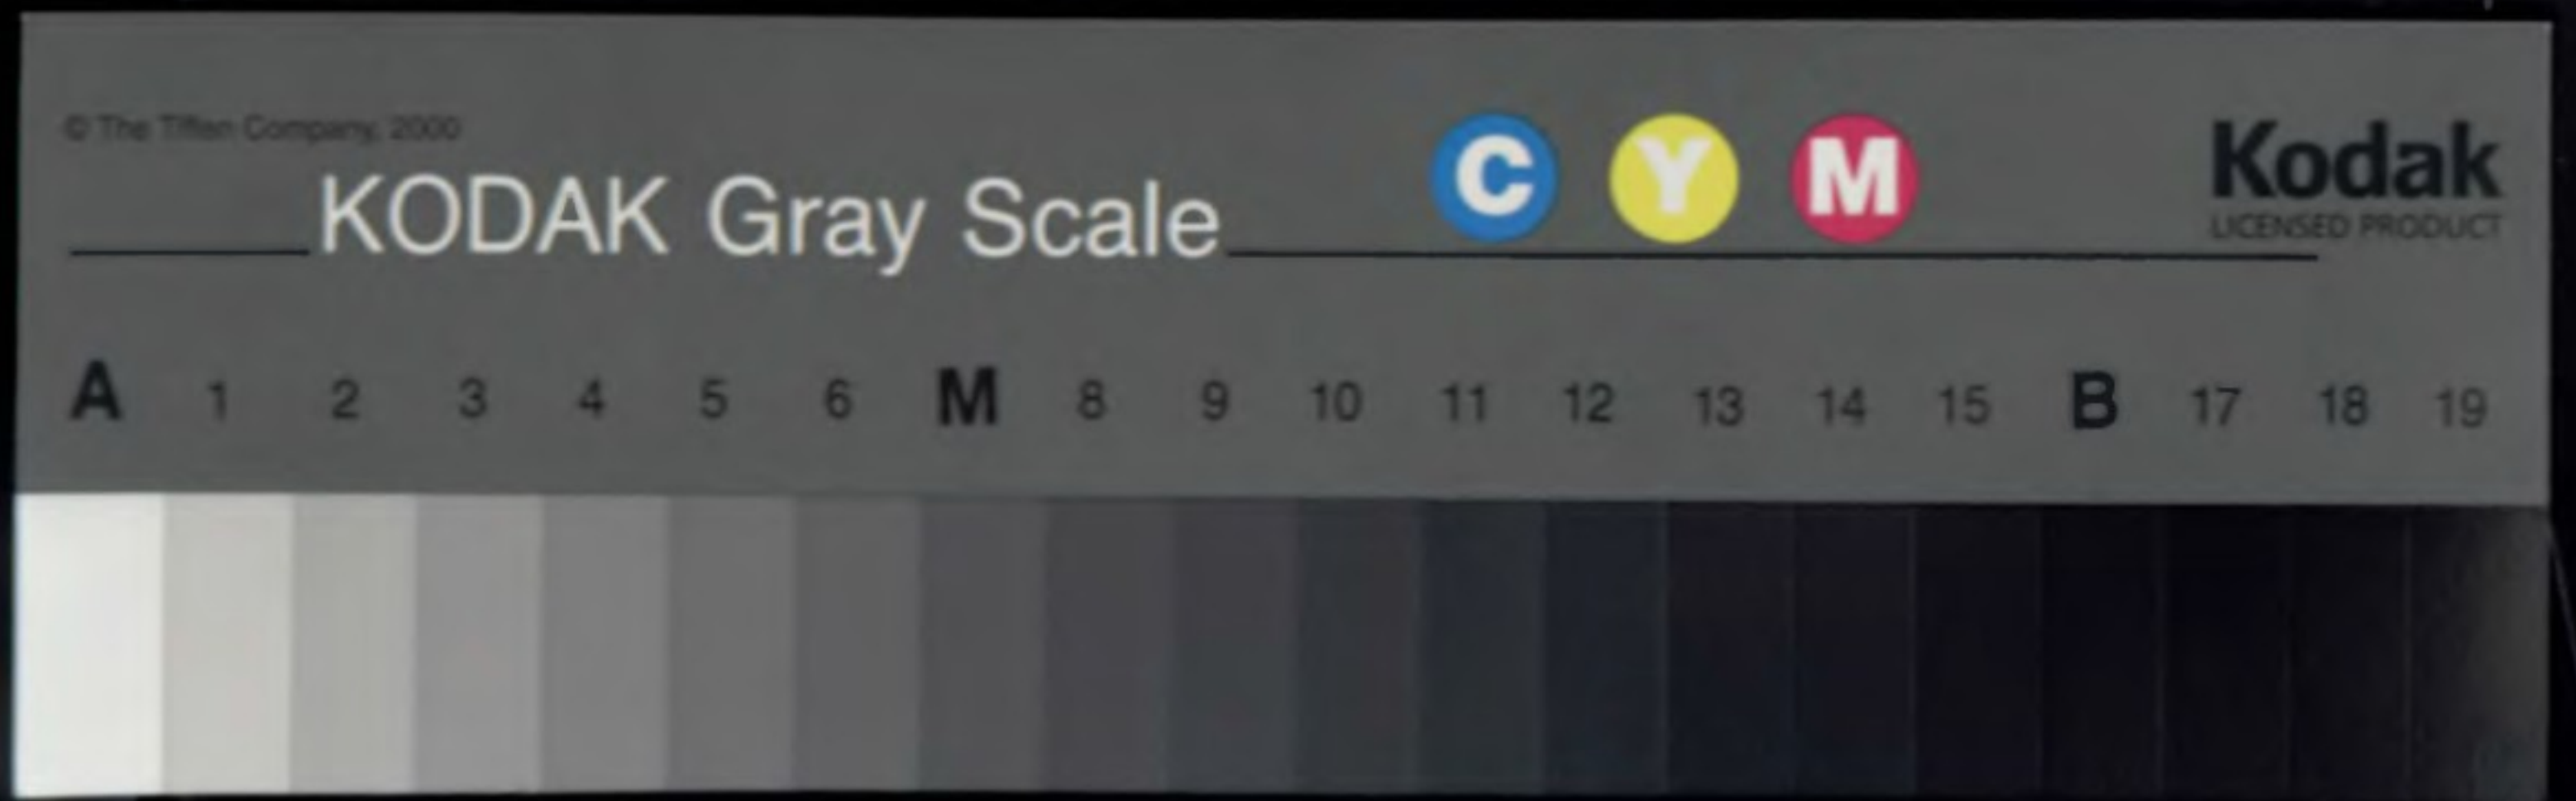 © The Tiffen Company, 2000
KODAK Gray Scale
C Y M
Kodak
LICENSED PRODUCT
A 1 2 3 4 5 6 M 8 9 10 11 12 13 14 15 B 17 18 19